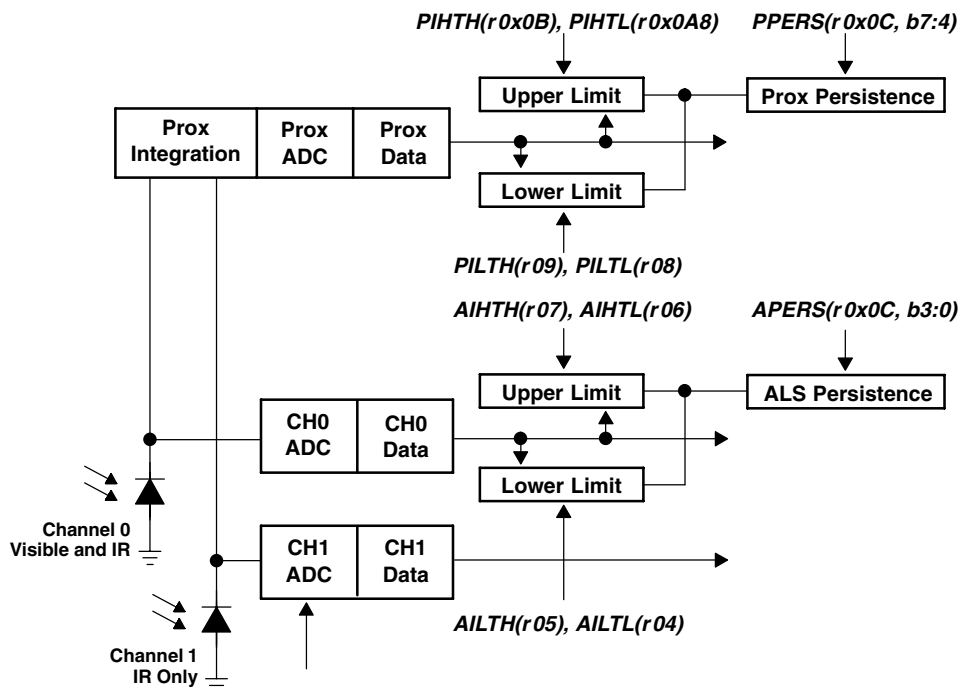 PIHTH(r0x0B), PIHTL(r0x0A8)
PPERS(r0x0C, b7:4)
Upper Limit
Prox Persistence
Prox
Integration
Prox
ADC
Prox
Data
Lower Limit
PILTH(r09), PILTL(r08)
AIHTH(r07), AIHTL(r06)
APERS(r0x0C, b3:0)
Upper Limit
ALS Persistence
CH0
ADC
CH0
Data
Lower Limit
Channel 0
Visible and IR
CH1
ADC
CH1
Data
AILTH(r05), AILTL(r04)
Channel 1
IR Only